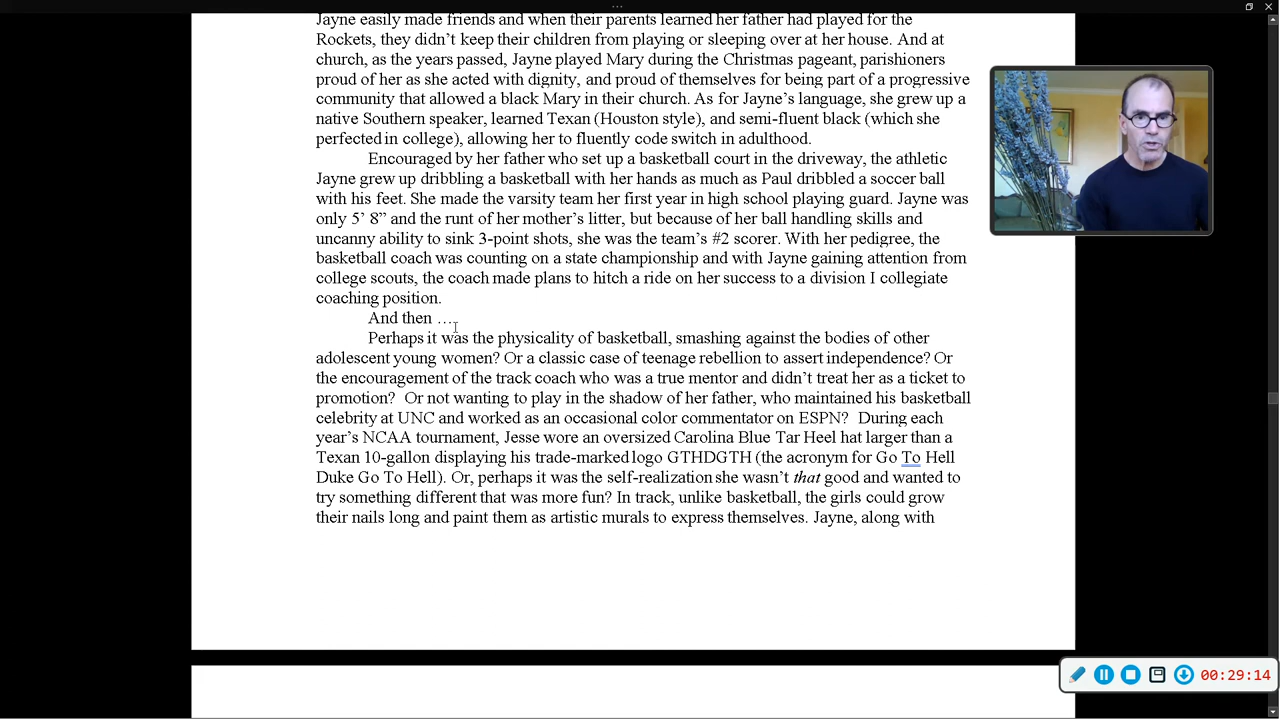 Jayne easily made friends and when their parents learned her father had played for the
Rockets, they didn’t keep their children from playing or sleeping over at her house. And at
church, as the years passed, Jayne played Mary during the Christmas pageant, parishioners
proud of her as she acted with dignity, and proud of themselves for being part of a progressive
community that allowed a black Mary in their church. As for Jayne’s language, she grew up a
native Southern speaker, learned Texan (Houston style), and semi-fluent black (which she
perfected in college), allowing her to fluently code switch in adulthood.
Encouraged by her father who set up a basketball court in the driveway, the athletic
Jayne grew up dribbling a basketball with her hands as much as Paul dribbled a soccer ball
with his feet. She made the varsity team her first year in high school playing guard. Jayne was
only 5’ 8” and the runt of her mother’s litter, but because of her ball handling skills and
uncanny ability to sink 3-point shots, she was the team’s #2 scorer. With her pedigree, the
basketball coach was counting on a state championship and with Jayne gaining attention from
college scouts, the coach made plans to hitch a ride on her success to a division I collegiate
coaching position.
And then ….
Perhaps it was the physicality of basketball, smashing against the bodies of other
adolescent young women? Or a classic case of teenage rebellion to assert independence? Or
the encouragement of the track coach who was a true mentor and didn’t treat her as a ticket to
promotion?  Or not wanting to play in the shadow of her father, who maintained his basketball
celebrity at UNC and worked as an occasional color commentator on ESPN?  During each
year’s NCAA tournament, Jesse wore an oversized Carolina Blue Tar Heel hat larger than a
Texan 10-gallon displaying his trade-marked logo GTHDGTH (the acronym for Go To Hell
Duke Go To Hell). Or, perhaps it was the self-realization she wasn’t that good and wanted to
try something different that was more fun? In track, unlike basketball, the girls could grow
their nails long and paint them as artistic murals to express themselves. Jayne, along with
00:29:14